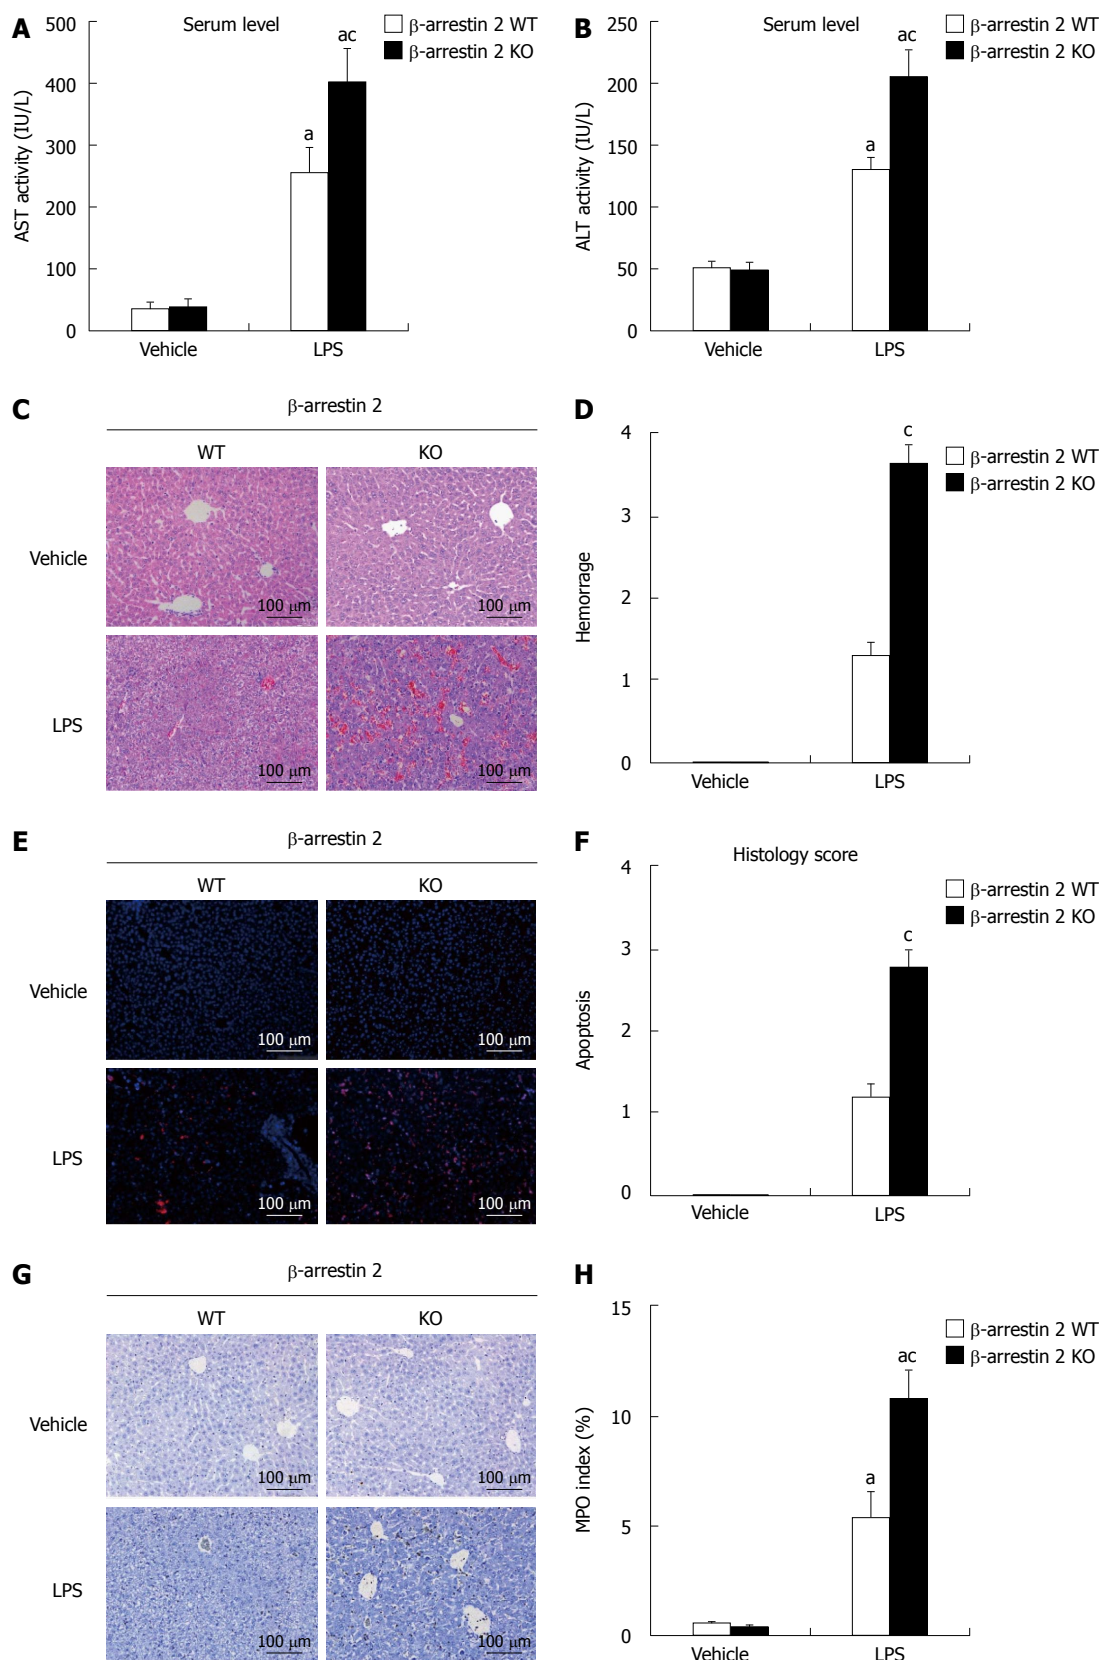 A
Serum level
β-arrestin 2 WT
β-arrestin 2 KO
AST activity (IU/L)
500
400
300
200
100
0
a
ac
Vehicle
LPS
B
Serum level
β-arrestin 2 WT
β-arrestin 2 KO
ALT activity (IU/L)
250
200
150
100
50
0
a
ac
Vehicle
LPS
C
β-arrestin 2
WT
KO
Vehicle
100 μm
100 μm
LPS
100 μm
100 μm
D
β-arrestin 2 WT
β-arrestin 2 KO
Hemorrage
4
3
2
1
0
c
Vehicle
LPS
E
β-arrestin 2
WT
KO
Vehicle
100 μm
100 μm
LPS
100 μm
100 μm
F
Histology score
β-arrestin 2 WT
β-arrestin 2 KO
Apoptosis
4
3
2
1
0
c
Vehicle
LPS
G
β-arrestin 2
WT
KO
Vehicle
100 μm
100 μm
LPS
100 μm
100 μm
H
β-arrestin 2 WT
β-arrestin 2 KO
MPO index (%)
15
10
5
0
a
ac
Vehicle
LPS